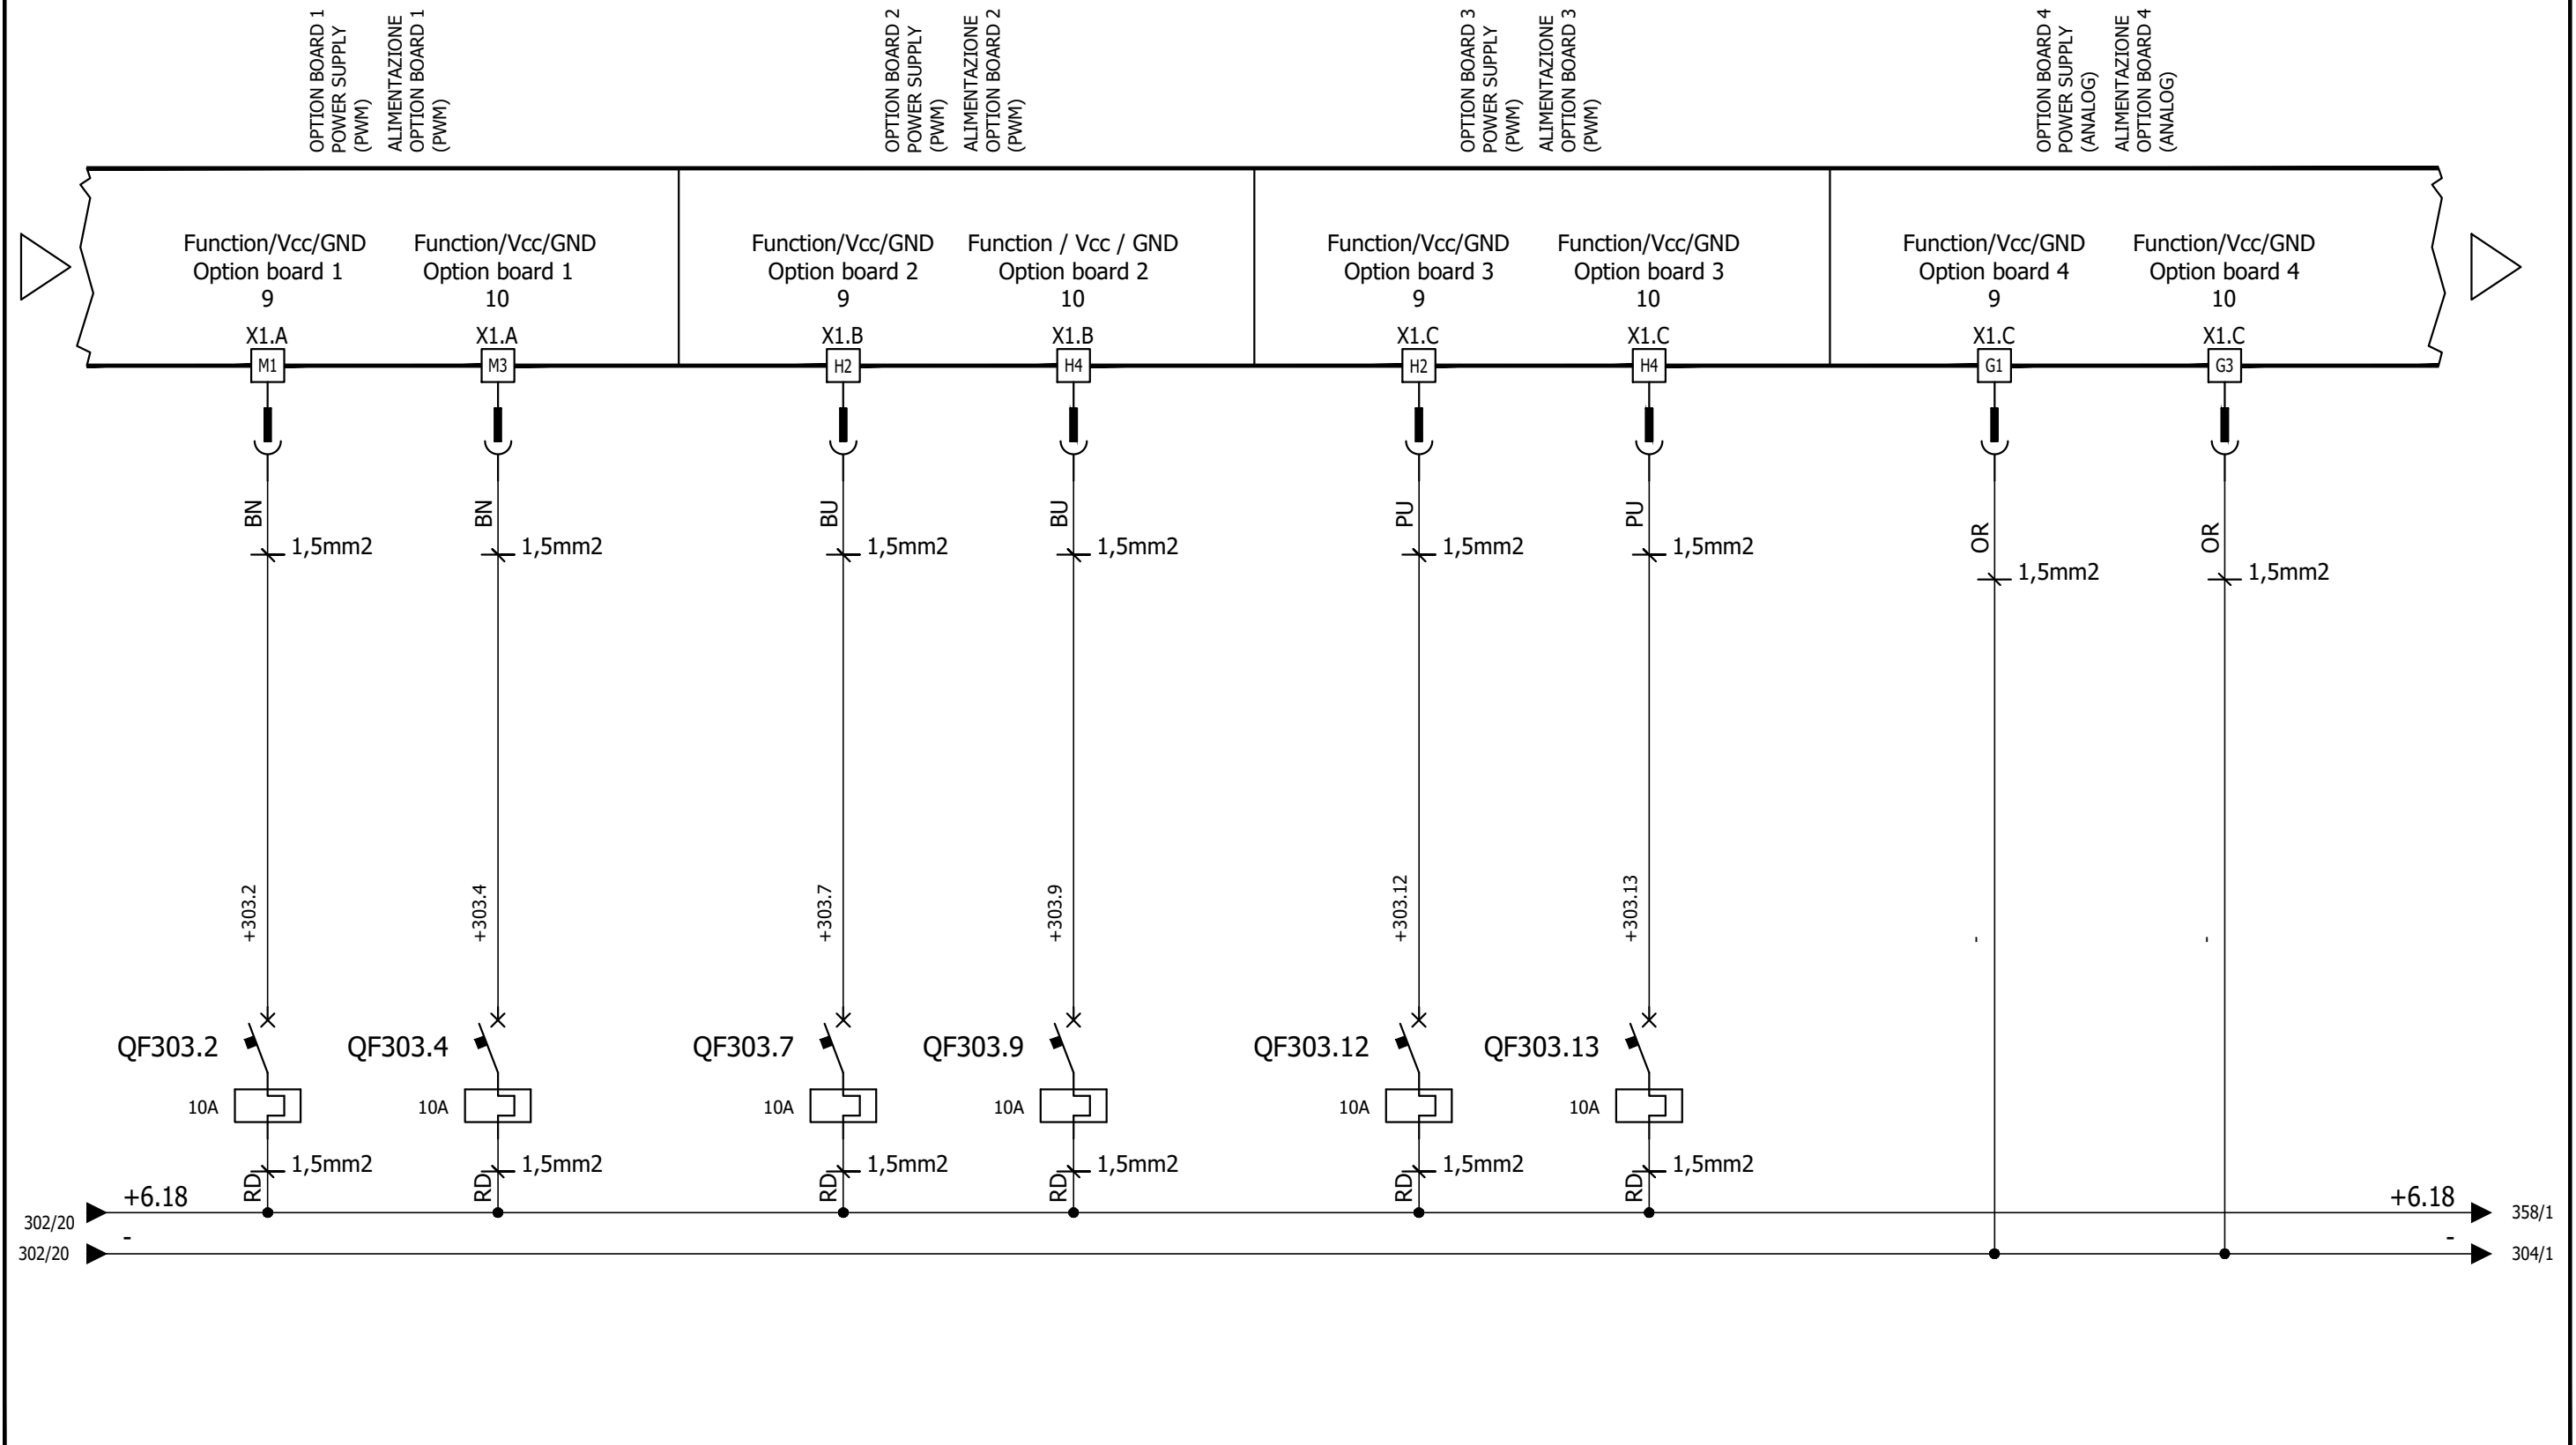 OPTION BOARD 1
POWER SUPPLY
(PWM)
ALIMENTAZIONE
OPTION BOARD 1
(PWM)
OPTION BOARD 2
POWER SUPPLY
(PWM)
ALIMENTAZIONE
OPTION BOARD 2
(PWM)
OPTION BOARD 3
POWER SUPPLY
(PWM)
ALIMENTAZIONE
OPTION BOARD 3
(PWM)
OPTION BOARD 4
POWER SUPPLY
(ANALOG)
ALIMENTAZIONE
OPTION BOARD 4
(ANALOG)
Function/Vcc/GND
Option board 1
9
X1.A
M1
Function/Vcc/GND
Option board 1
10
X1.A
M3
Function/Vcc/GND
Option board 2
9
X1.B
H2
Function / Vcc / GND
Option board 2
10
X1.B
H4
Function/Vcc/GND
Option board 3
9
X1.C
H2
Function/Vcc/GND
Option board 3
10
X1.C
H4
Function/Vcc/GND
Option board 4
9
X1.C
G1
Function/Vcc/GND
Option board 4
10
X1.C
G3
BN
1,5mm2
BN
1,5mm2
BU
1,5mm2
BU
1,5mm2
PU
1,5mm2
PU
1,5mm2
OR
1,5mm2
OR
1,5mm2
+303.2
+303.4
+303.7
+303.9
+303.12
+303.13
-
-
QF303.2
10A
QF303.4
10A
QF303.7
10A
QF303.9
10A
QF303.12
10A
QF303.13
10A
RD
1,5mm2
RD
1,5mm2
RD
1,5mm2
RD
1,5mm2
RD
1,5mm2
RD
1,5mm2
302/20
+6.18
+6.18
358/1
302/20
-
-
304/1